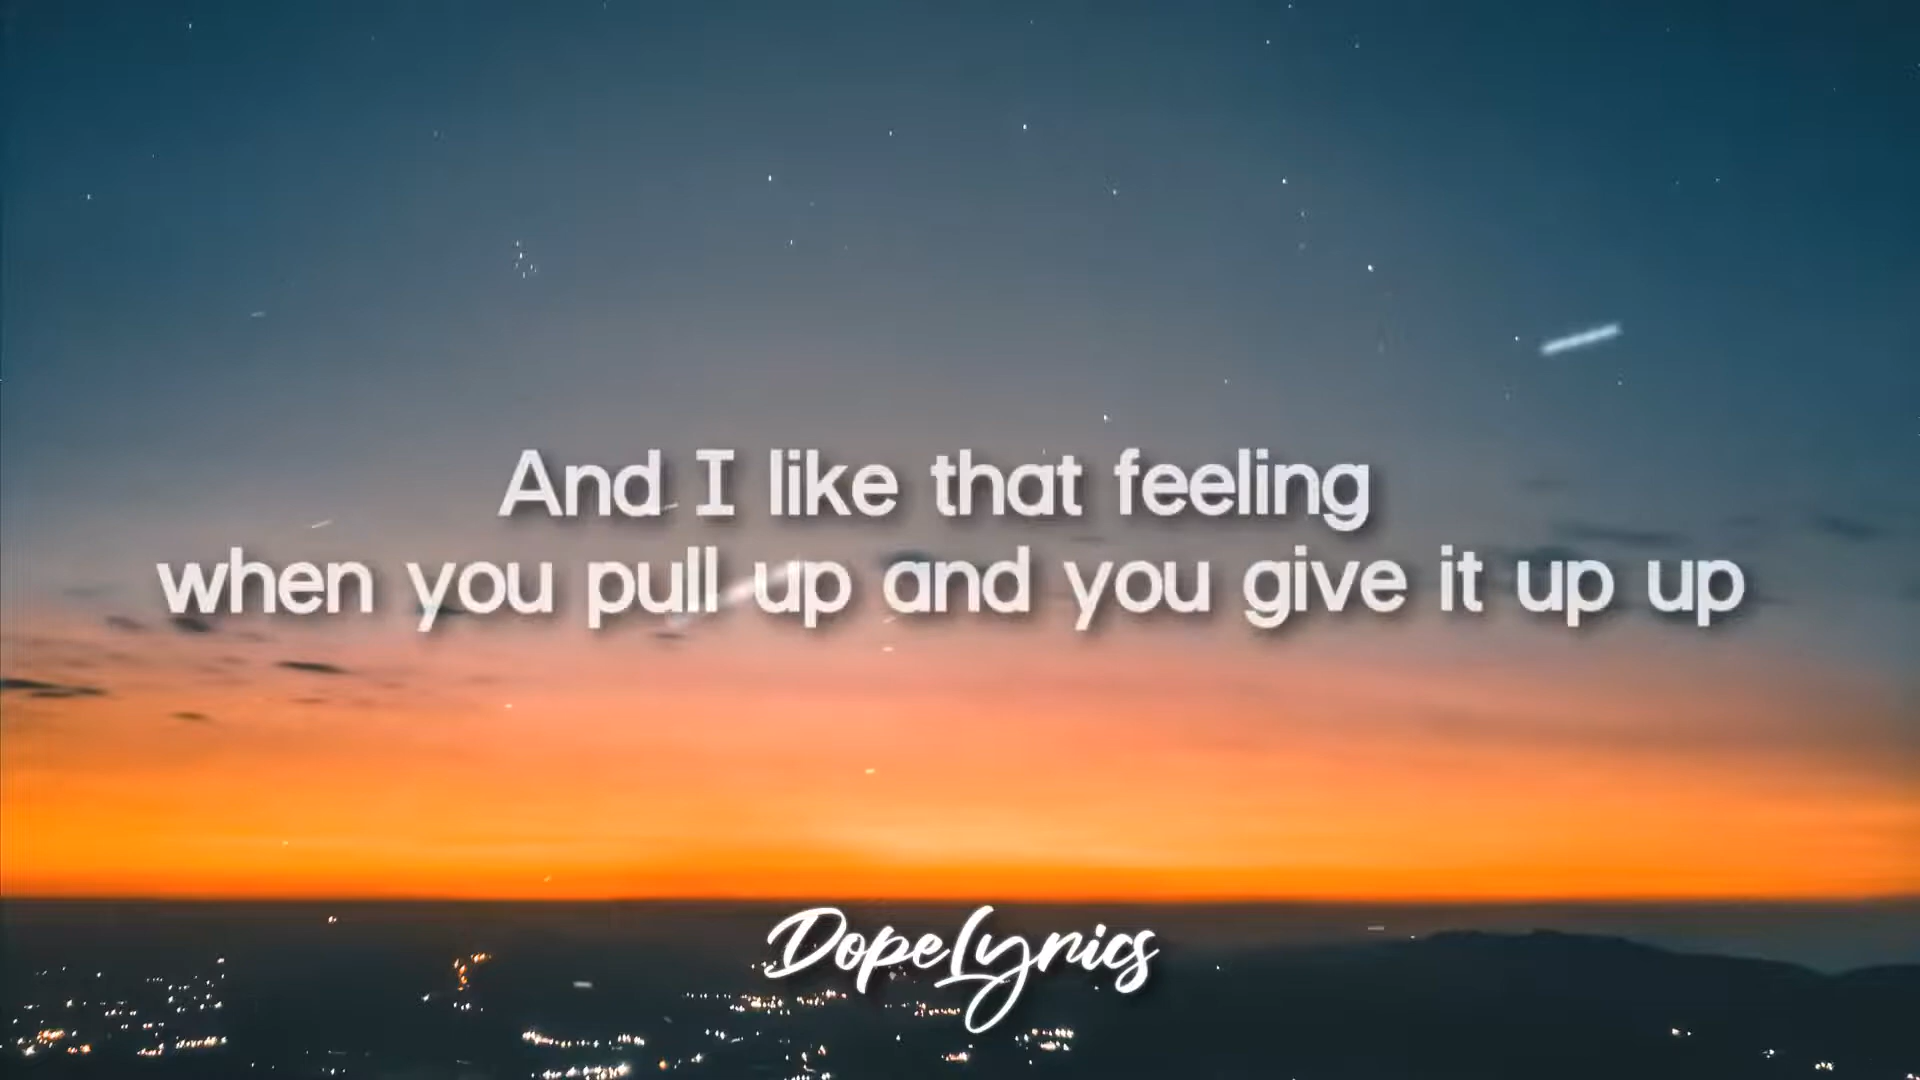 And I like that feeling
when you pull up and you give it up up
DopeLyrics